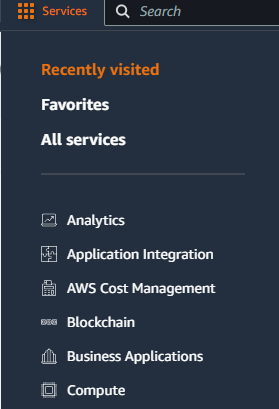 Services
Search
Recently visited
Favorites
All services
Analytics
Application Integration
AWS Cost Management
Blockchain
Business Applications
Compute